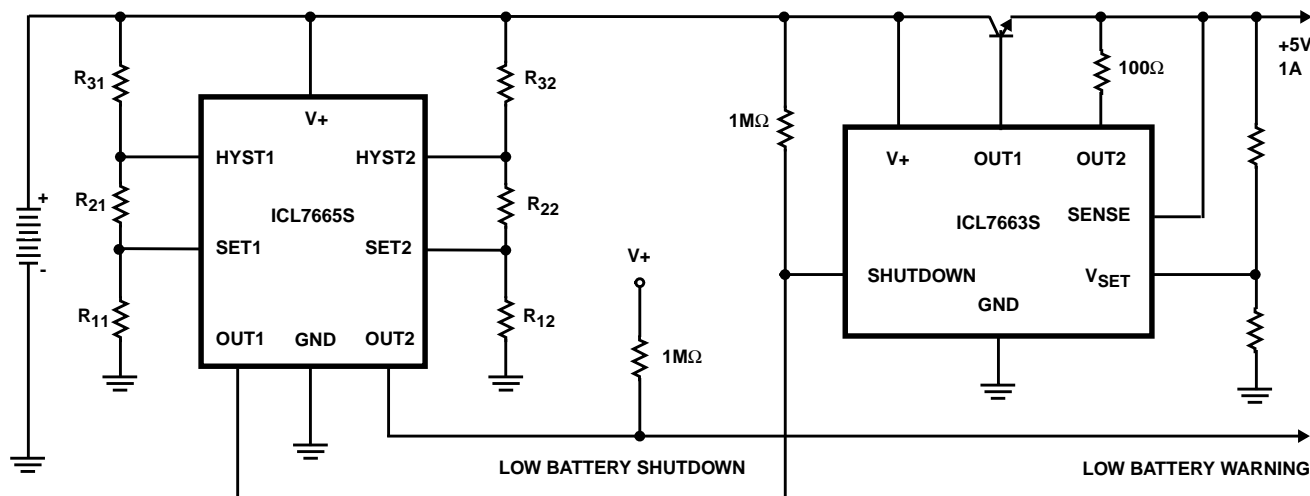 R31
R32
V+
HYST1
HYST2
R21
R22
ICL7665S
SET1
SET2
R11
R12
OUT1
GND
OUT2
+
-
V+
1MΩ
LOW BATTERY SHUTDOWN
LOW BATTERY WARNING
1MΩ
100Ω
+5V
1A
V+
OUT1
OUT2
ICL7663S
SENSE
SHUTDOWN
VSET
GND